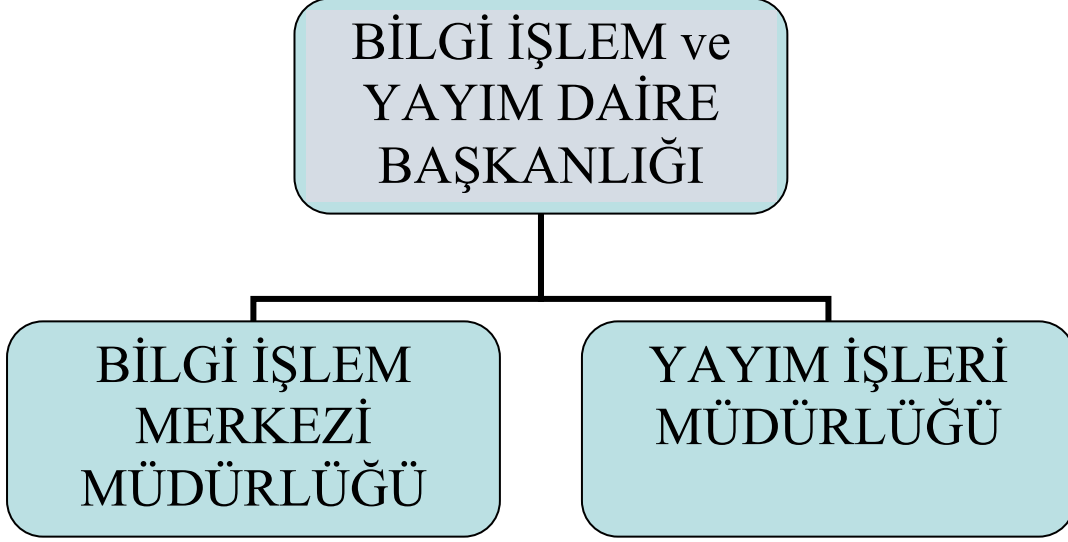 BİLGİ İŞLEM ve
YAYIM DAİRE
BAŞKANLIĞI
BİLGİ İŞLEM
MERKEZİ
MÜDÜRLÜĞÜ
YAYIM İŞLERİ
MÜDÜRLÜĞÜ